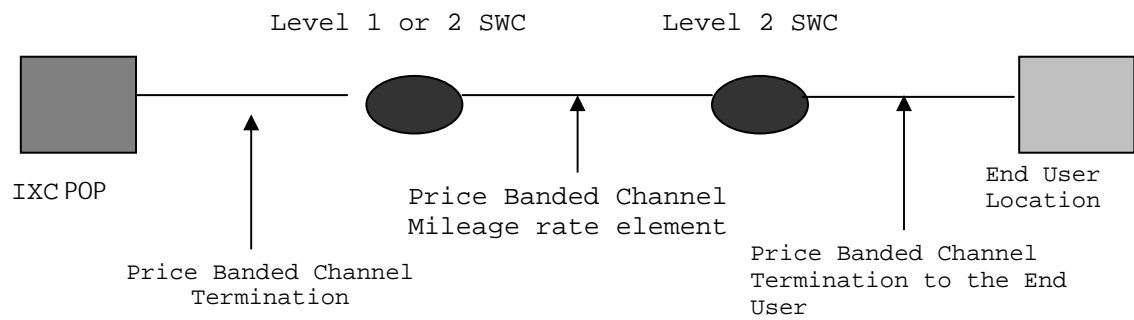 Level 1 or 2 SWC
Level 2 SWC
IXC POP
End User
Location
Price Banded Channel
Mileage rate element
Price Banded Channel
Termination
Price Banded Channel
Termination to the End
User